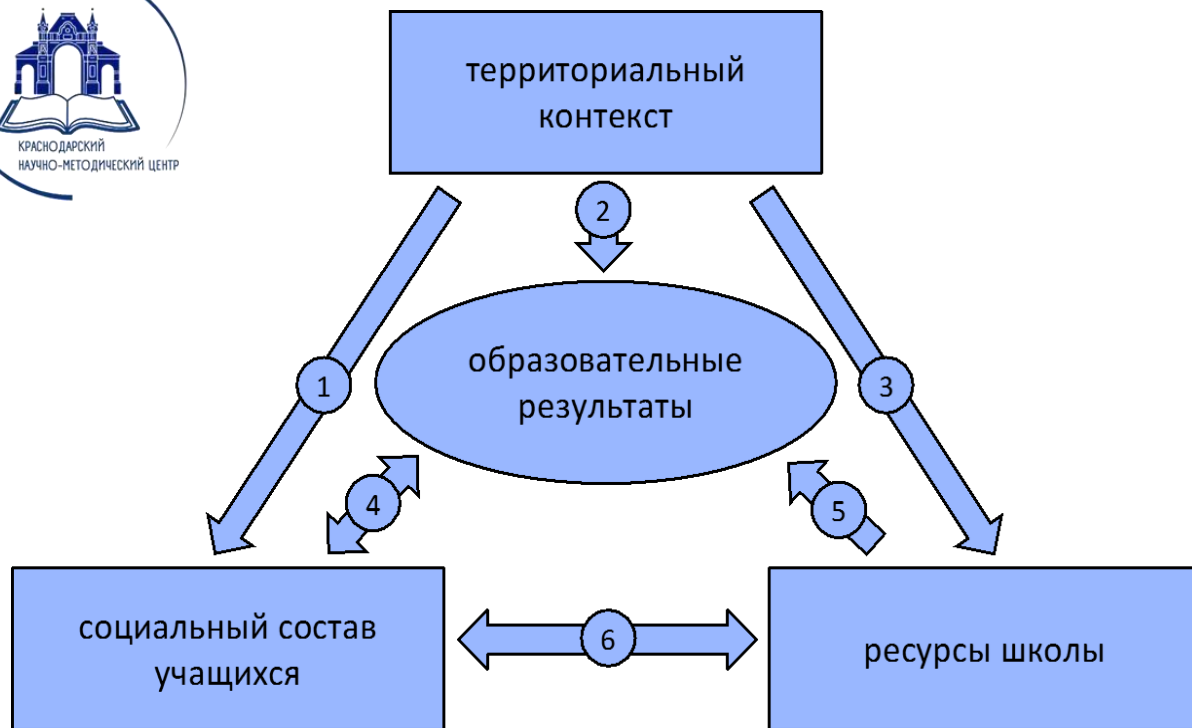 КРАСНОДАРСКИЙ
НАУЧНО-МЕТОДИЧЕСКИЙ ЦЕНТР
территориальный
контекст
2
образовательные
результаты
1
3
4
5
социальный состав
учащихся
6
ресурсы школы